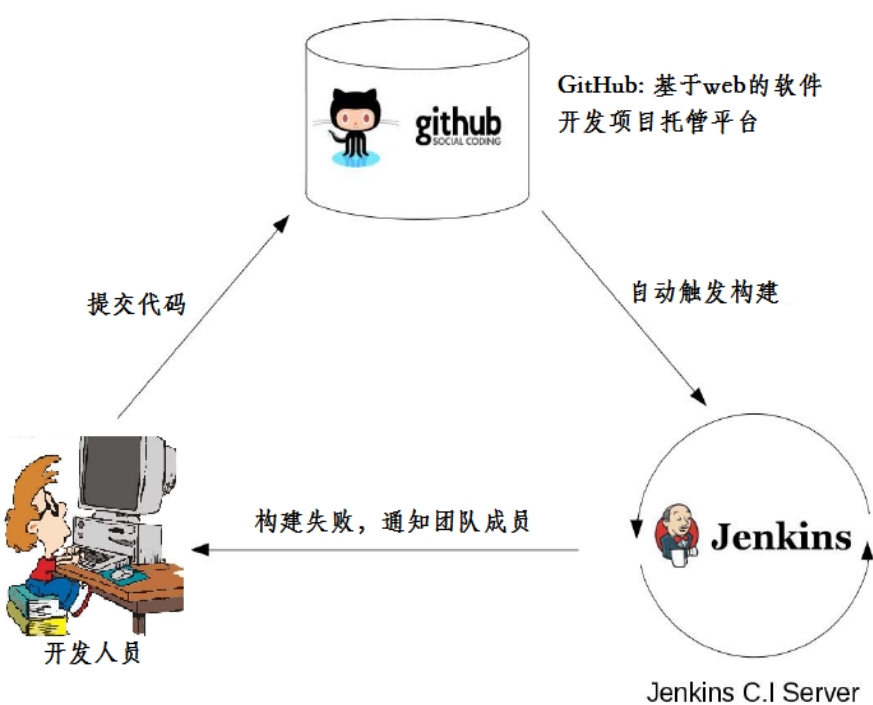 github
SOCIAL CODING
GitHub: 基于web的软件
开发项目托管平台
提交代码
自动触发构建
构建失败，通知团队成员
Jenkins
开发人员
Jenkins C.I Server